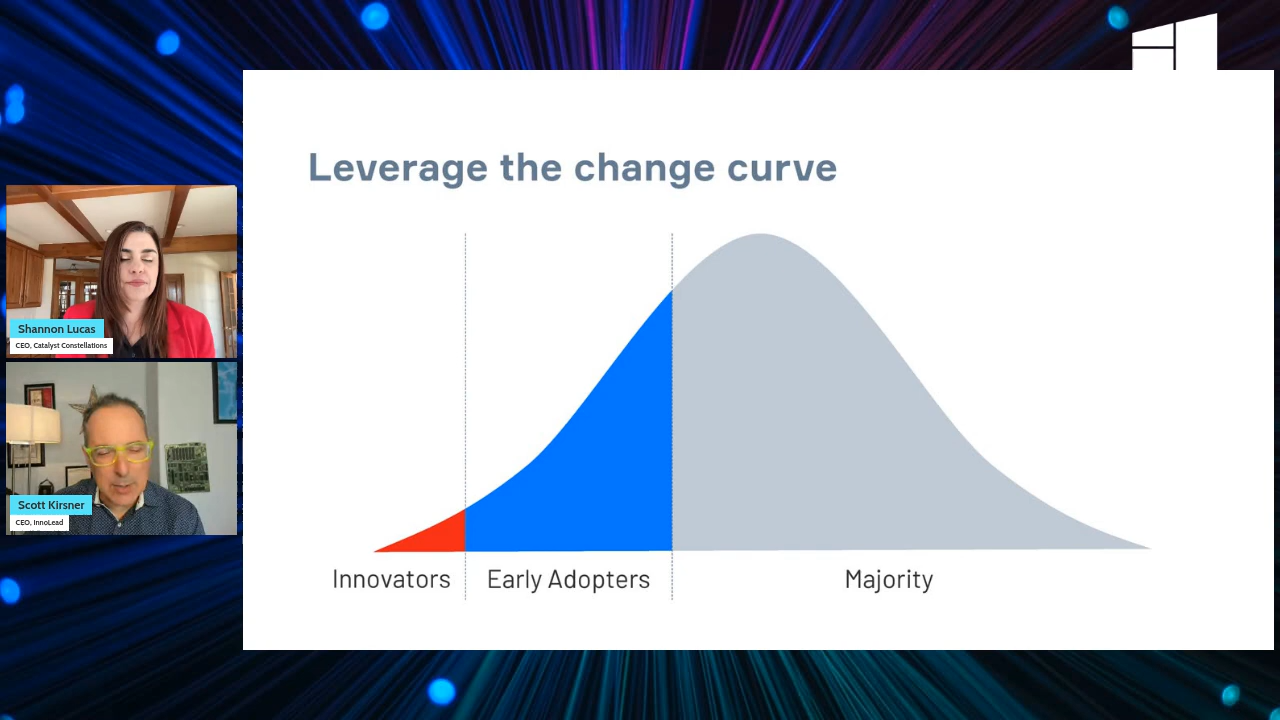 Leverage the change curve
Shannon Lucas
CEO, Catalyst Constellations
Scott Kirsner
CEO, InnoLead
Innovators
Early Adopters
Majority